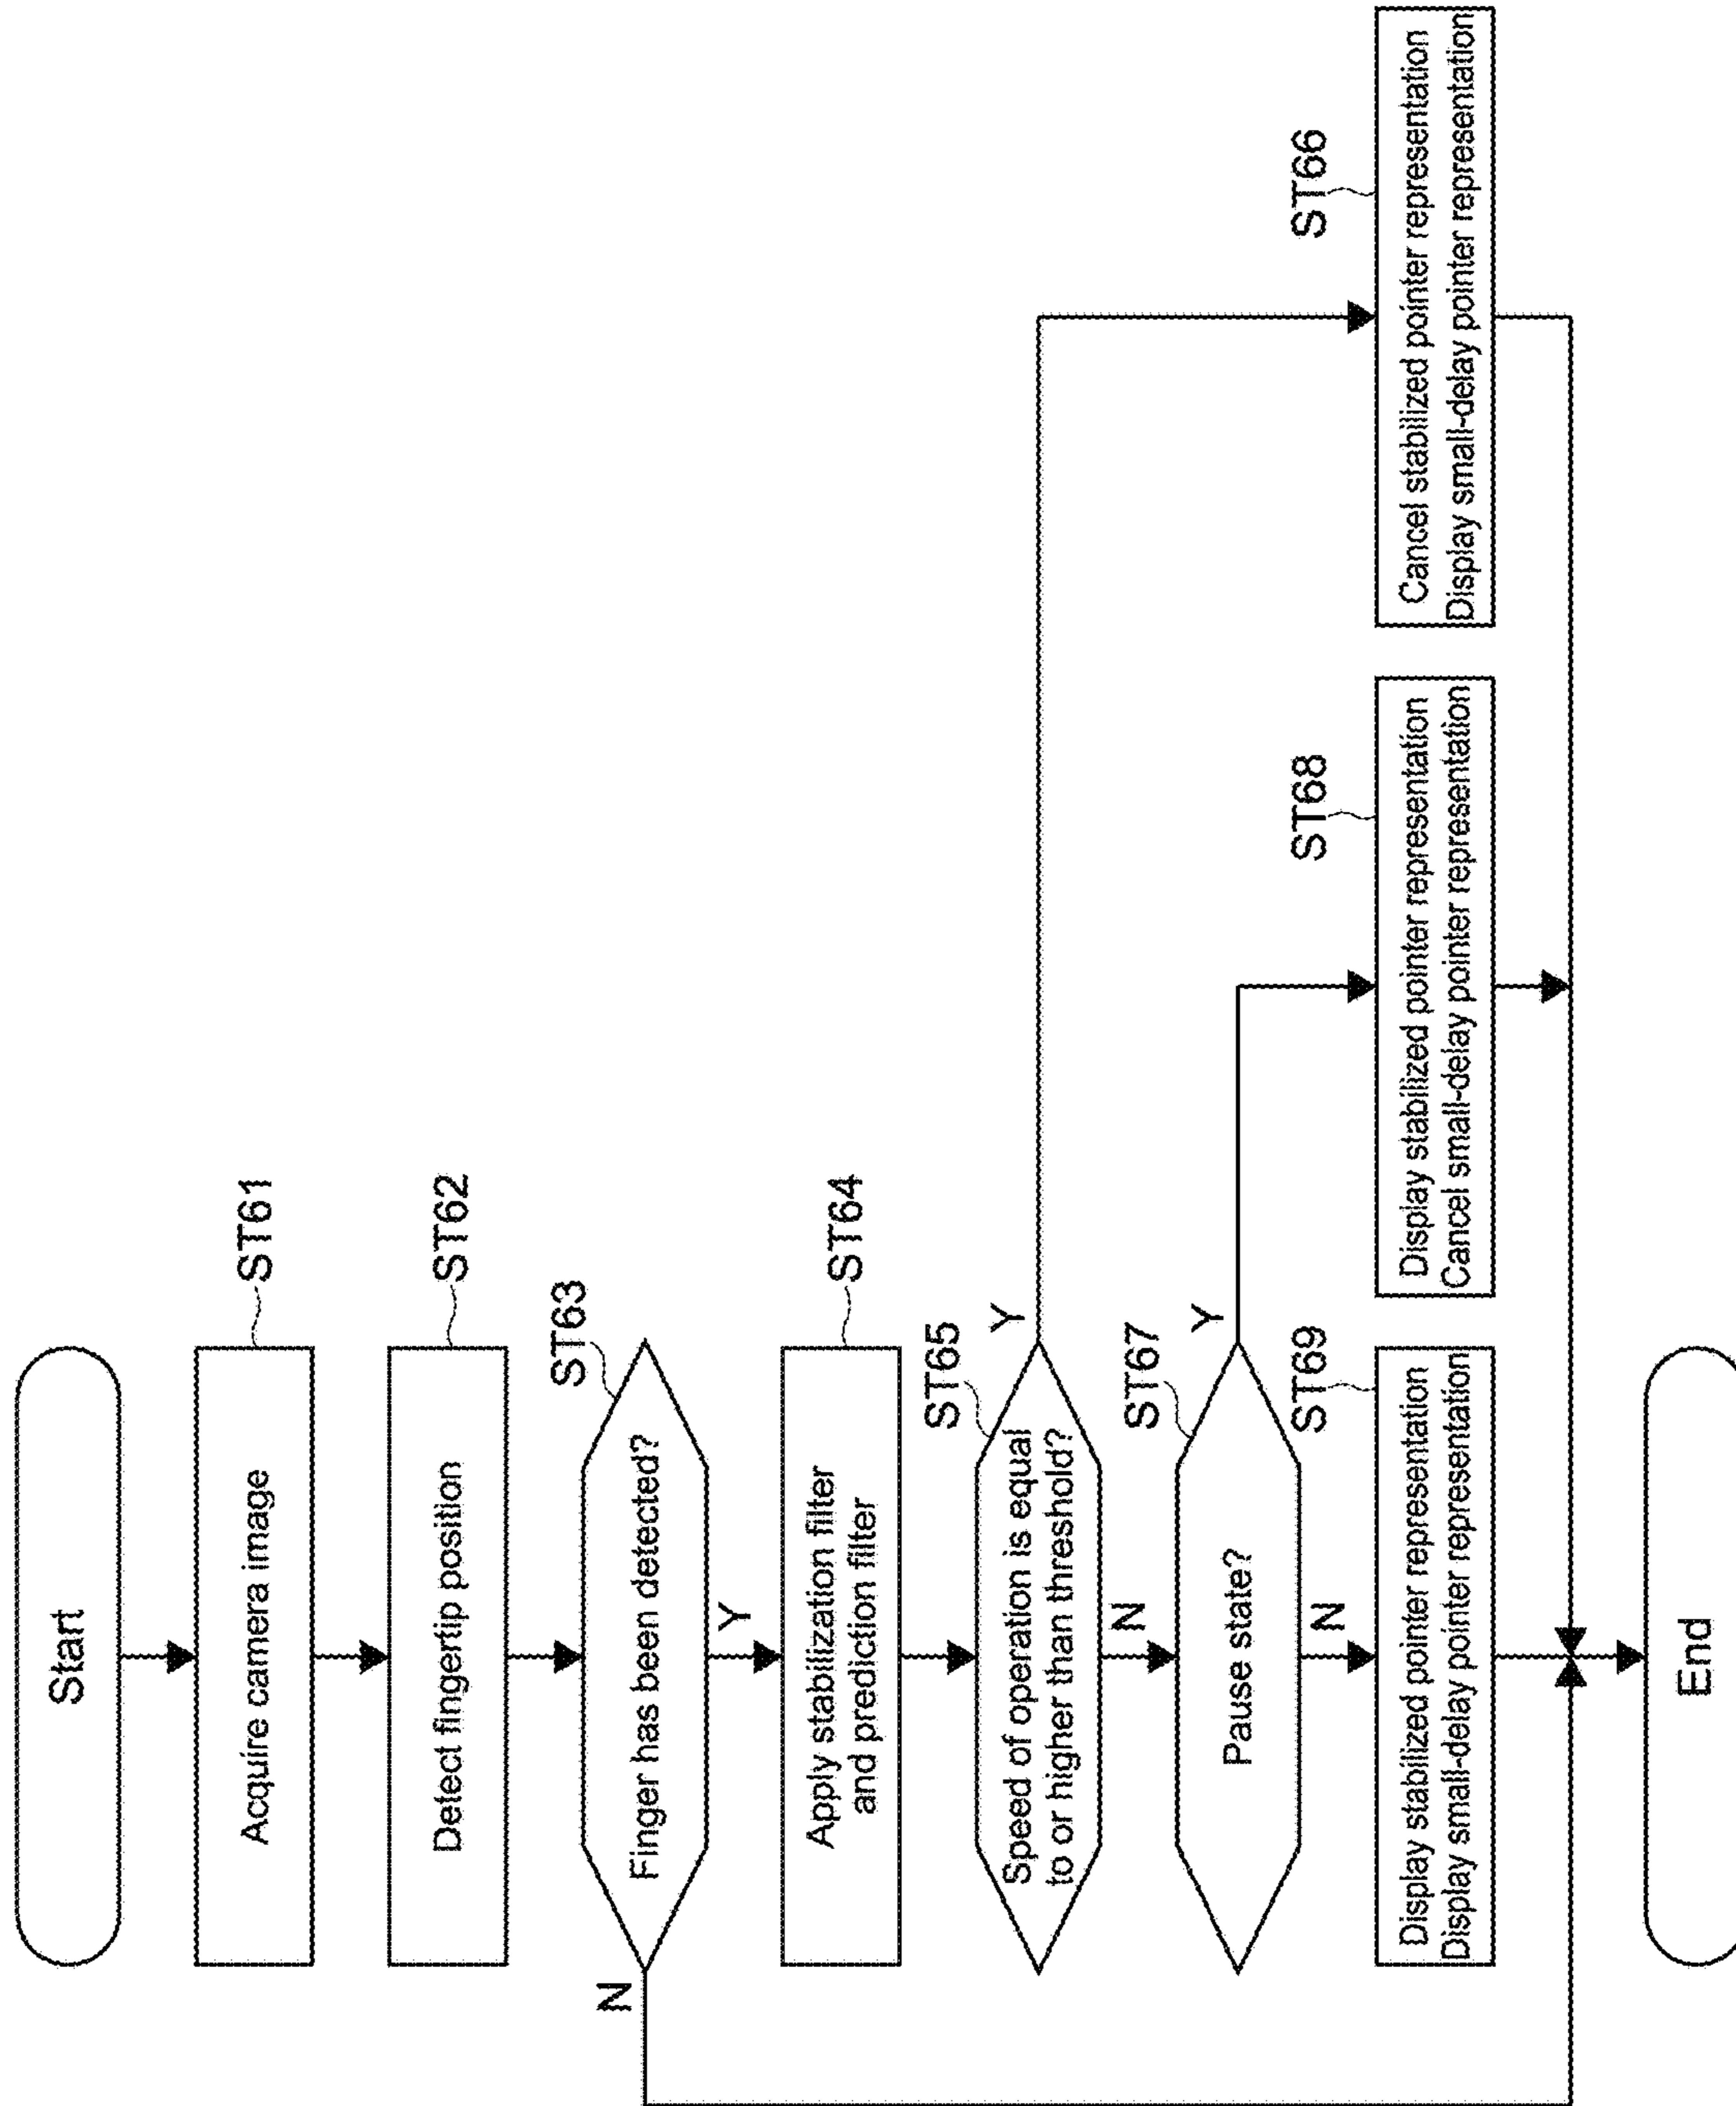 Start
Acquire camera image
ST61
Detect fingertip position
ST62
Finger has been detected?
ST63
N
Y
Apply stabilization filter
and prediction filter
ST64
Speed of operation is equal
to or higher than threshold?
ST65
Y
N
Pause state?
ST67
Y
N
Display stabilized pointer representation
Display small-delay pointer representation
ST69
Display stabilized pointer representation
Cancel small-delay pointer representation
ST68
Cancel stabilized pointer representation
Display small-delay pointer representation
ST66
End